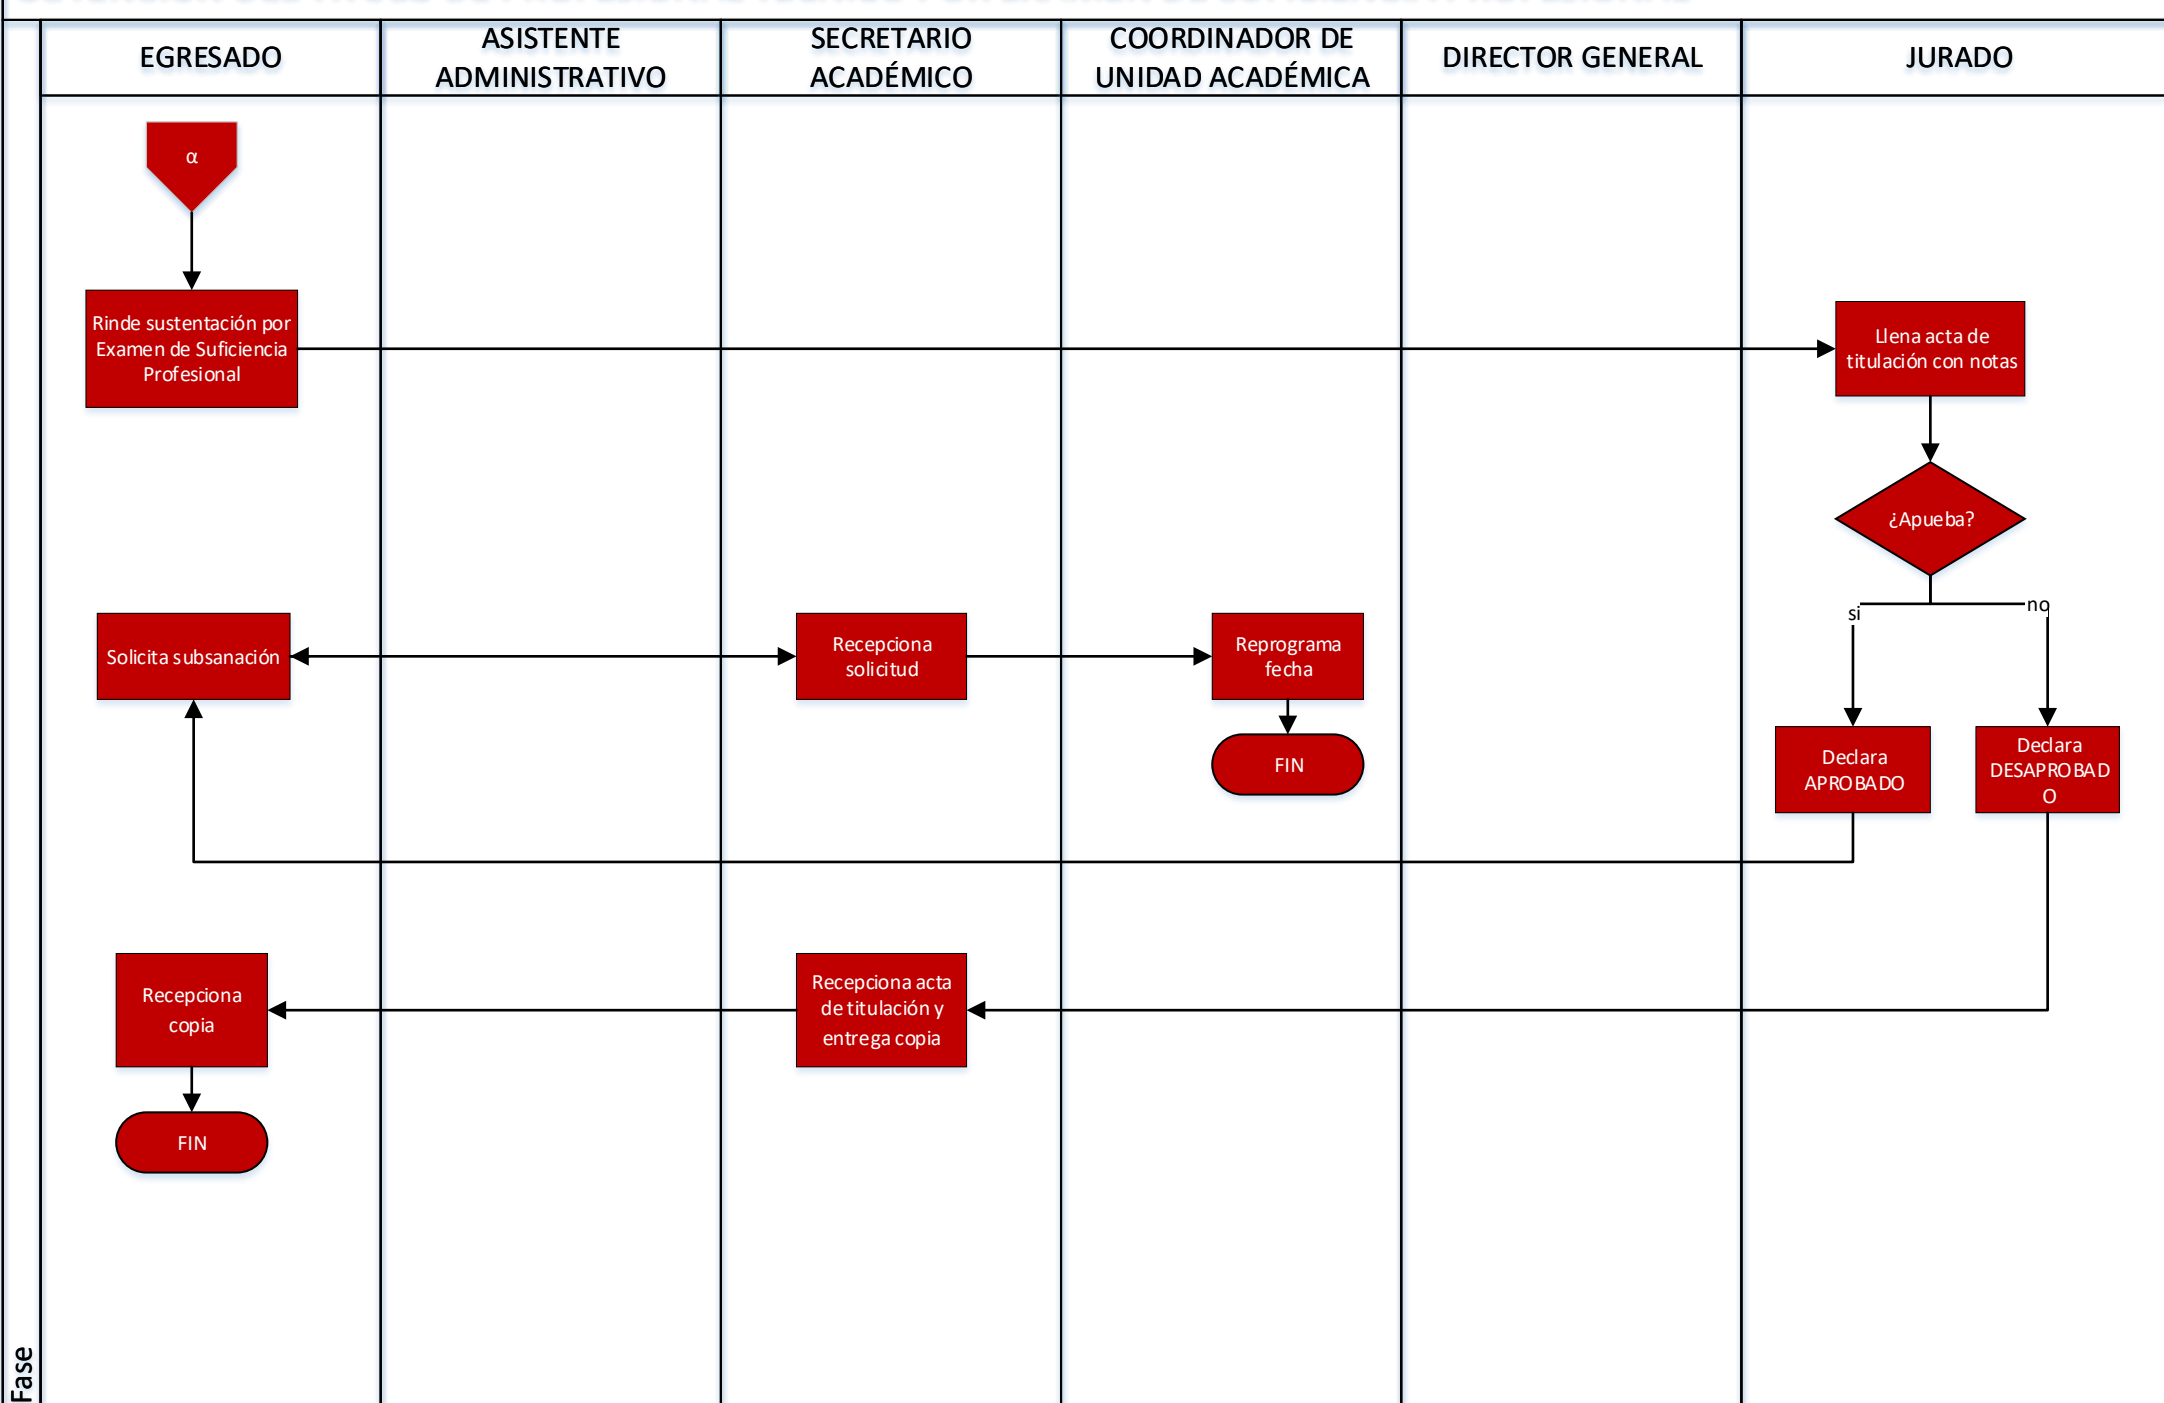 EGRESADO
ASISTENTE
ADMINISTRATIVO
SECRETARIO
ACADÉMICO
COORDINADOR DE
UNIDAD ACADÉMICA
DIRECTOR GENERAL
JURADO
α
Rinde sustentación por
Examen de Suficiencia
Profesional
Llena acta de
titulación con notas
¿Apueba?
si
no
Solicita subsanación
Recepciona
solicitud
Reprograma
fecha
FIN
Declara
APROBADO
Declara
DESAPROBAD
O
Recepciona
copia
Recepciona acta
de titulación y
entrega copia
FIN
Fase